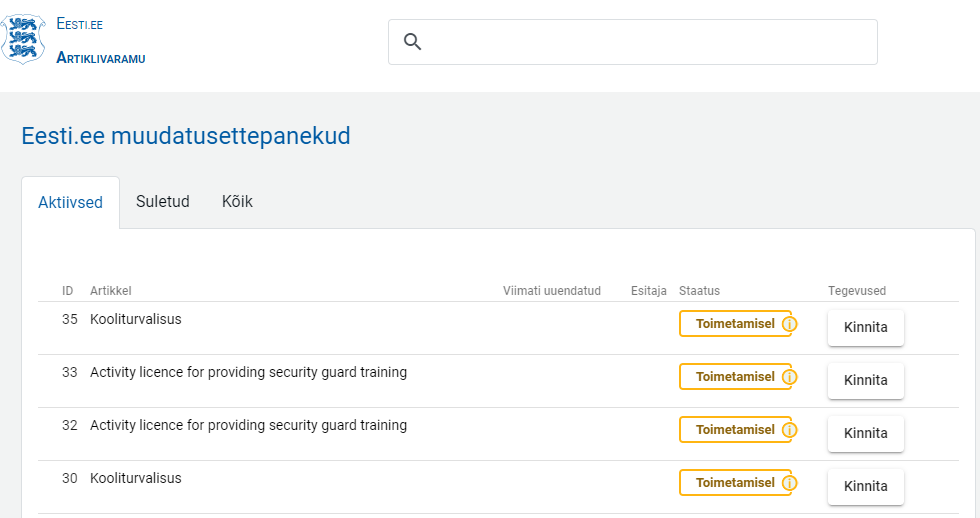 Eesti.ee
Artiklivaramu
Eesti.ee muudatusettepanekud
Aktiivsed Suletud Kõik
ID Artikkel Viimati uuendatud Esitaja Staatus Tegevused
35 Kooliturvalisus Toimetamisel Kinnita
33 Activity licence for providing security guard training Toimetamisel Kinnita
32 Activity licence for providing security guard training Toimetamisel Kinnita
30 Kooliturvalisus Toimetamisel Kinnita